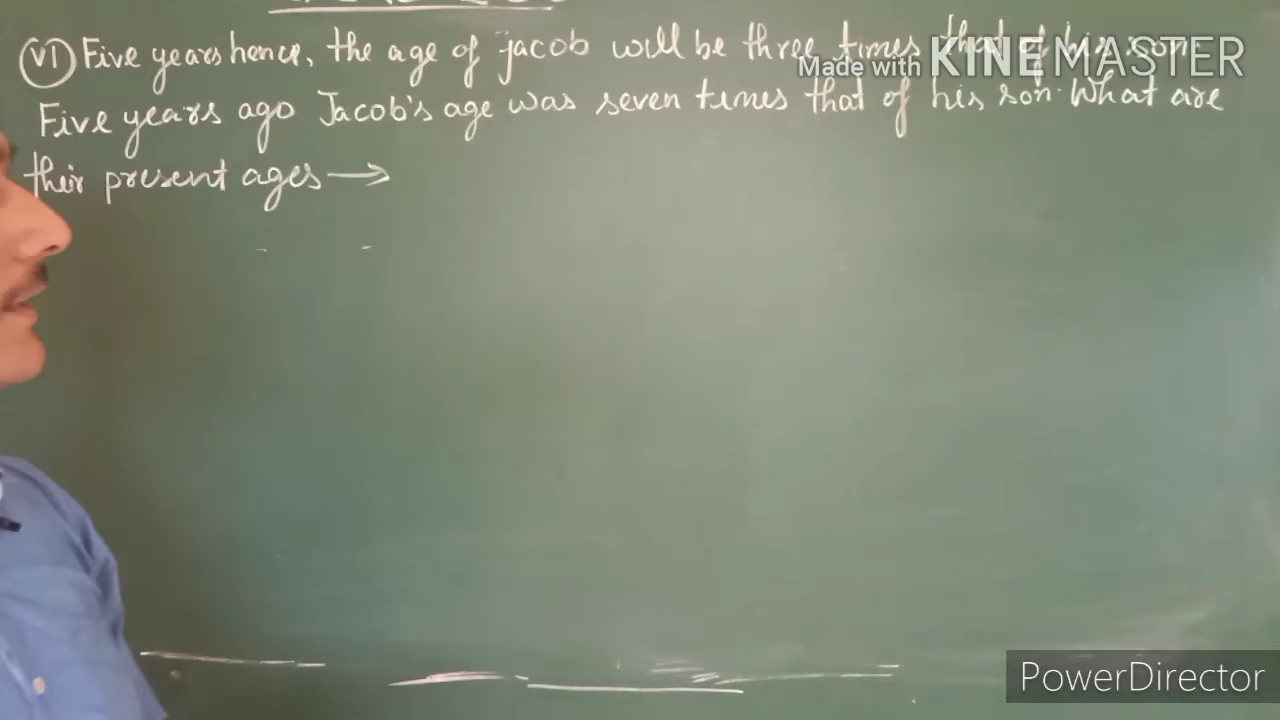 (vi) Five years hence, the age of jacob will be three times that of his son.
Made with KINEMASTER
Five years ago Jacob's age was seven times that of his son. What are
their present ages →
PowerDirector